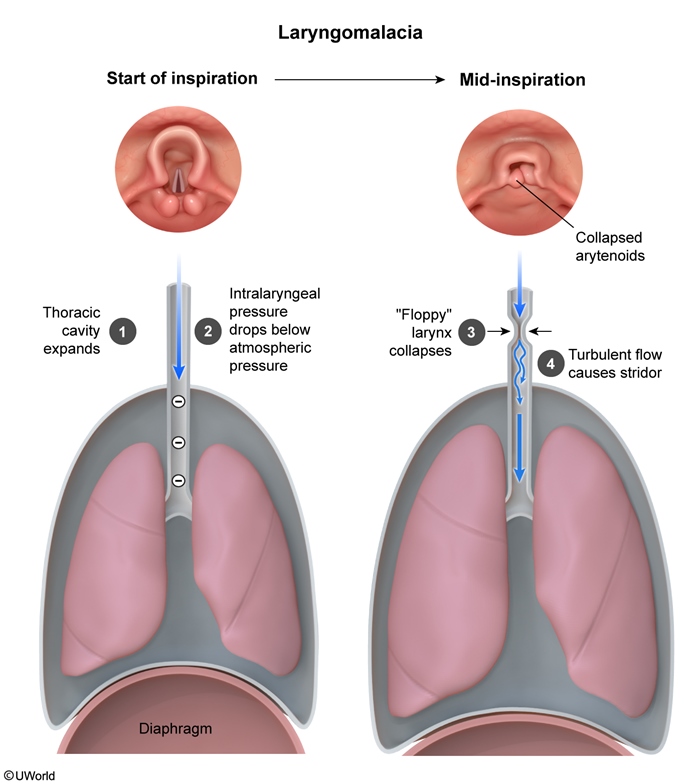 Laryngomalacia
Start of inspiration
Mid-inspiration
Collapsed
arytenoids
Thoracic
cavity
expands
1
2
Intralaryngeal
pressure
drops below
atmospheric
pressure
"Floppy"
larynx
collapses
3
4
Turbulent flow
causes stridor
Diaphragm
©UWorld